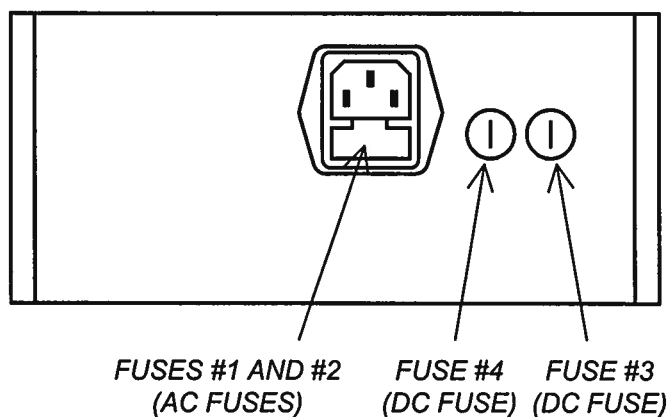 FUSES #1 AND #2
(AC FUSES)
FUSE #4
(DC FUSE)
FUSE #3
(DC FUSE)